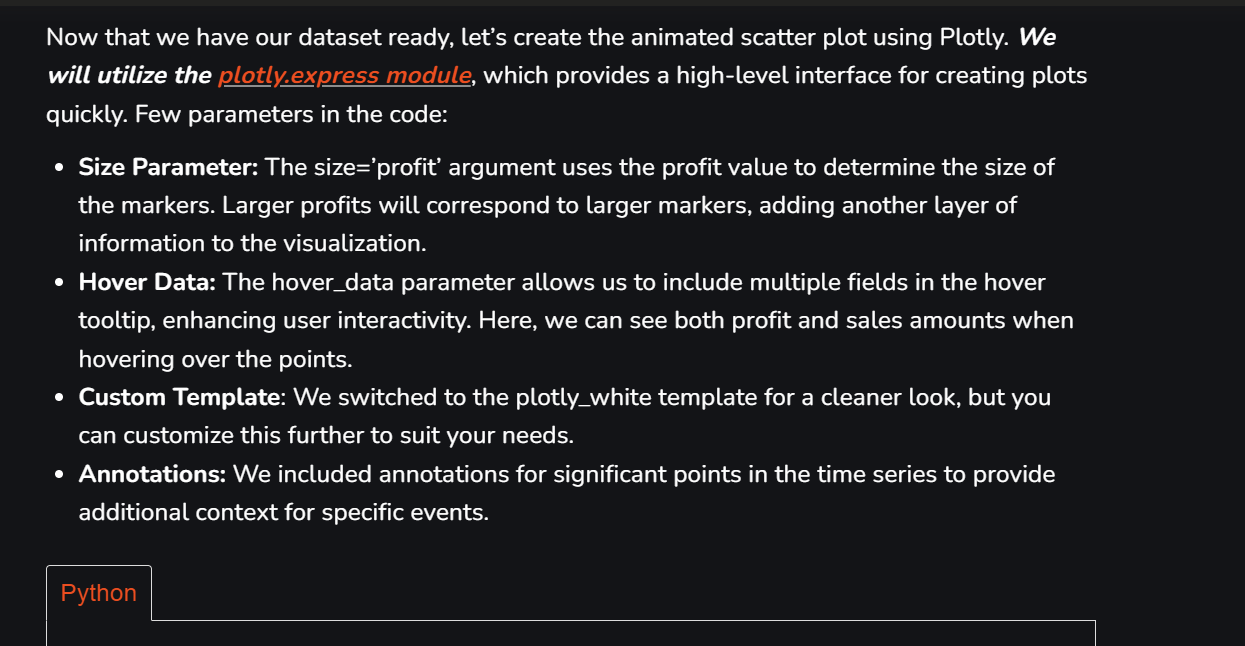 Now that we have our dataset ready, let’s create the animated scatter plot using Plotly. We
will utilize the plotly.express module, which provides a high-level interface for creating plots
quickly. Few parameters in the code:
• Size Parameter: The size=’profit’ argument uses the profit value to determine the size of
the markers. Larger profits will correspond to larger markers, adding another layer of
information to the visualization.
• Hover Data: The hover_data parameter allows us to include multiple fields in the hover
tooltip, enhancing user interactivity. Here, we can see both profit and sales amounts when
hovering over the points.
• Custom Template: We switched to the plotly_white template for a cleaner look, but you
can customize this further to suit your needs.
• Annotations: We included annotations for significant points in the time series to provide
additional context for specific events.
Python